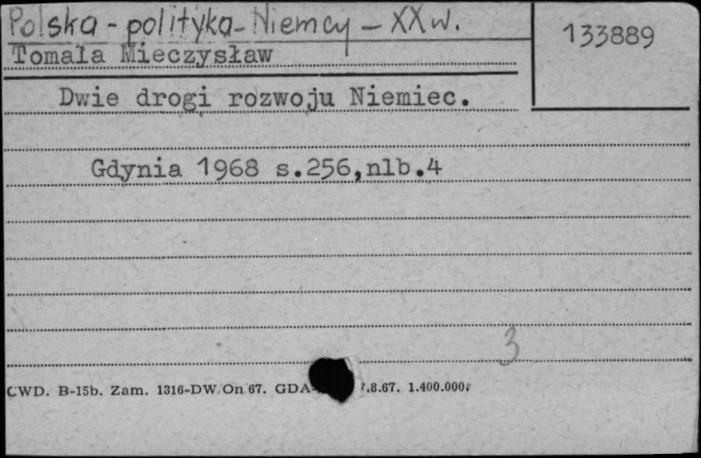 Polska - polityka - Niemcy - XX w.
133889
Tomala Mieczysław
Dwie drogi rozwoju Niemiec.
Gdynia 1968 s.256,nlb.4
3
CWD. B-15b. Zam. 1316-DW/On/67. .8.67. 1.400.000.